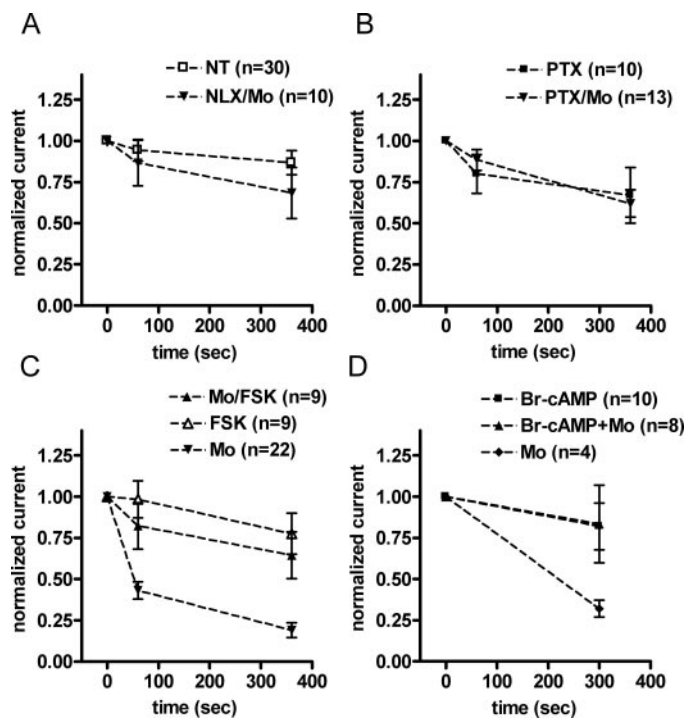 A
NT (n=30)
NLX/Mo (n=10)
normalized current
1.25
1.00
0.75
0.50
0.25
0.00
0 100 200 300 400
time (sec)
B
PTX (n=10)
PTX/Mo (n=13)
normalized current
1.25
1.00
0.75
0.50
0.25
0.00
0 100 200 300 400
time (sec)
C
Mo/FSK (n=9)
FSK (n=9)
Mo (n=22)
normalized current
1.25
1.00
0.75
0.50
0.25
0.00
0 100 200 300 400
time (sec)
D
Br-cAMP (n=10)
Br-cAMP+Mo (n=8)
Mo (n=4)
normalized current
1.25
1.00
0.75
0.50
0.25
0.00
0 100 200 300 400
time (sec)